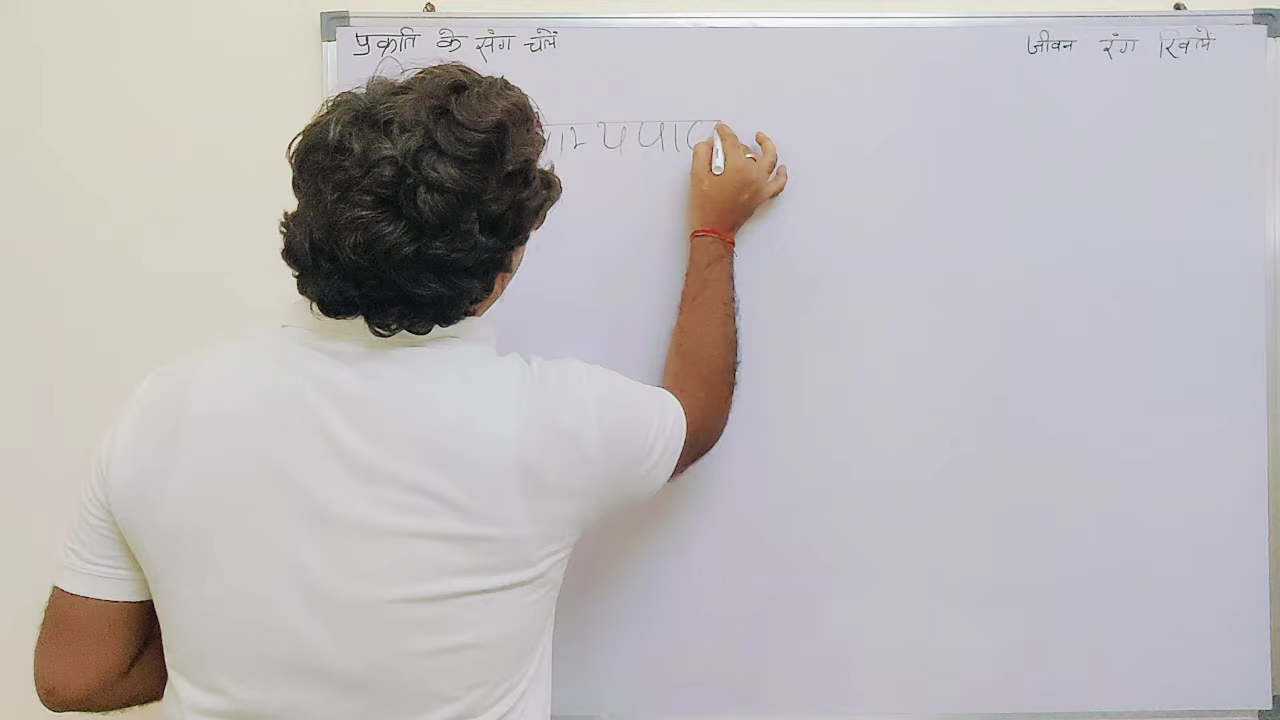 प्रकृति के संग चलें
जीवन रंग खिलें